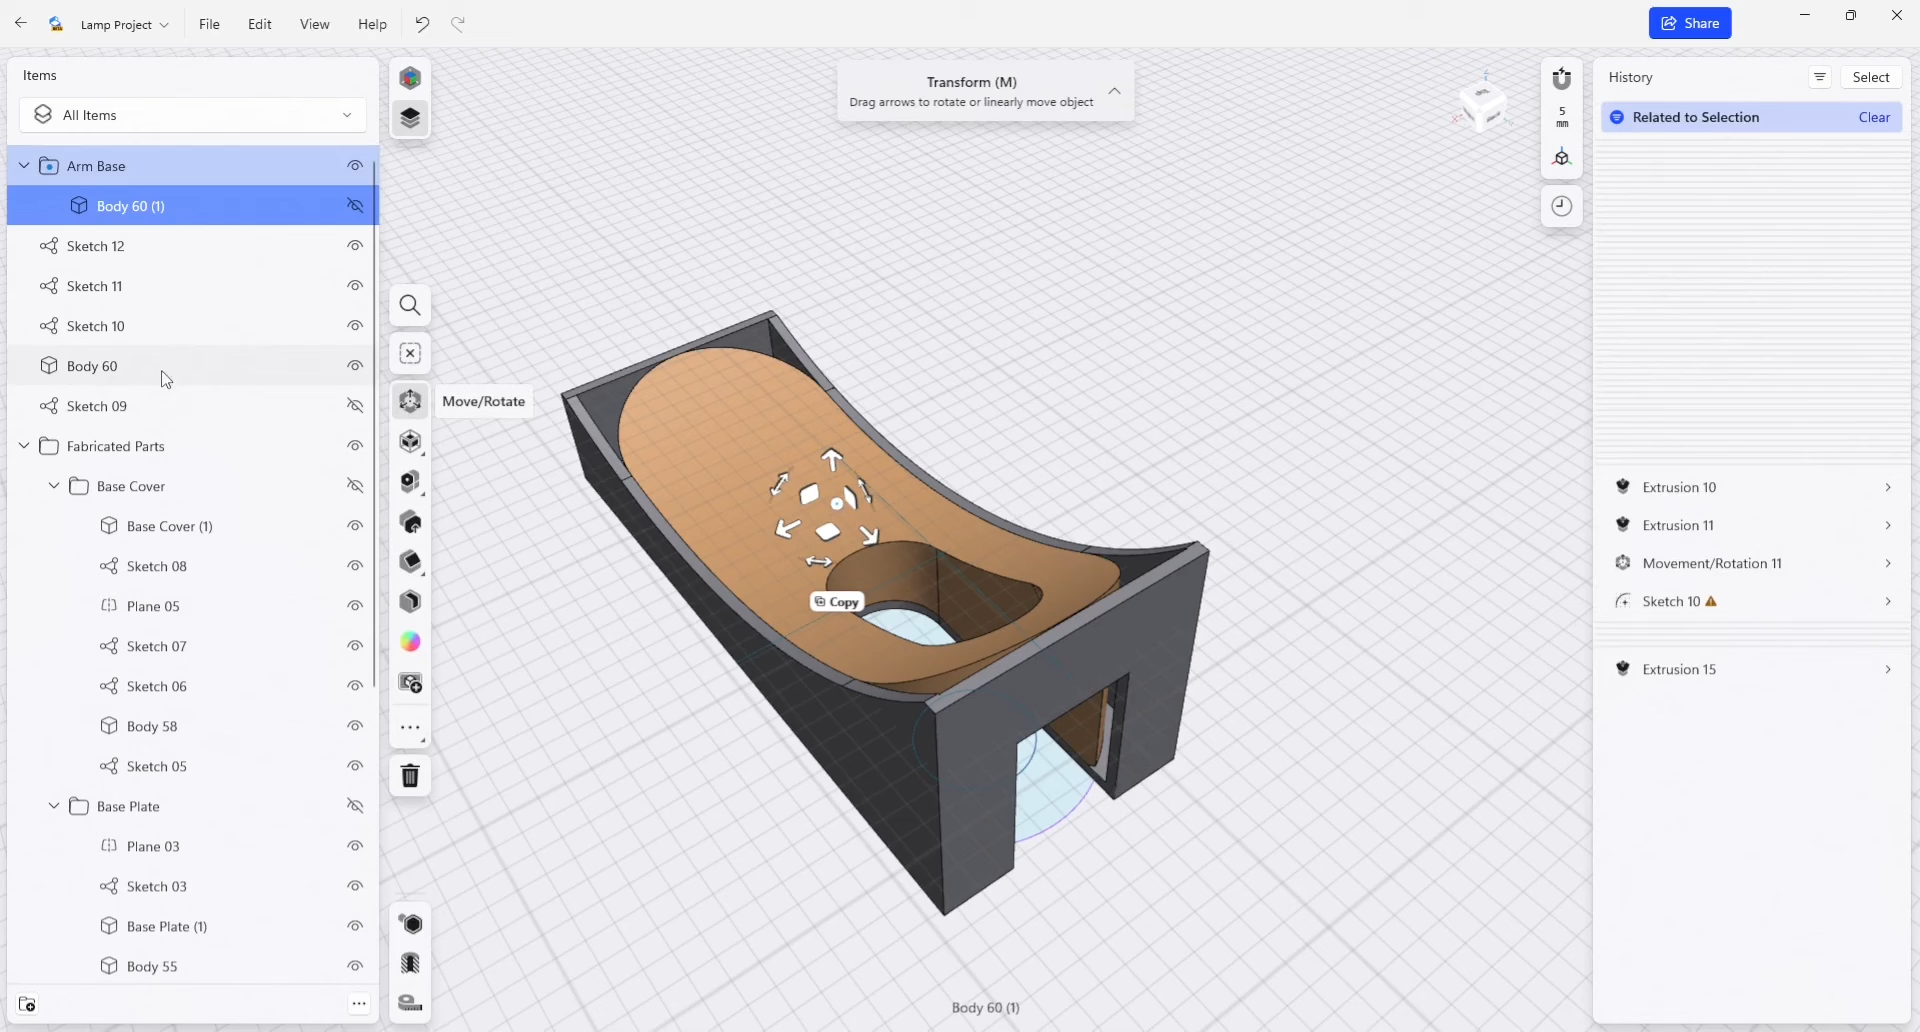 Lamp Project
File
Edit
View
Help
Share
Items
All Items
Arm Base
Body 60 (1)
Sketch 12
Sketch 11
Sketch 10
Body 60
Sketch 09
Fabricated Parts
Base Cover
Base Cover (1)
Sketch 08
Plane 05
Sketch 07
Sketch 06
Body 58
Sketch 05
Base Plate
Plane 03
Sketch 03
Base Plate (1)
Body 55
Move/Rotate
Transform (M)
Drag arrows to rotate or linearly move object
Copy
Body 60 (1)
5
mm
History
Select
Related to Selection
Clear
Extrusion 10
Extrusion 11
Movement/Rotation 11
Sketch 10
Extrusion 15